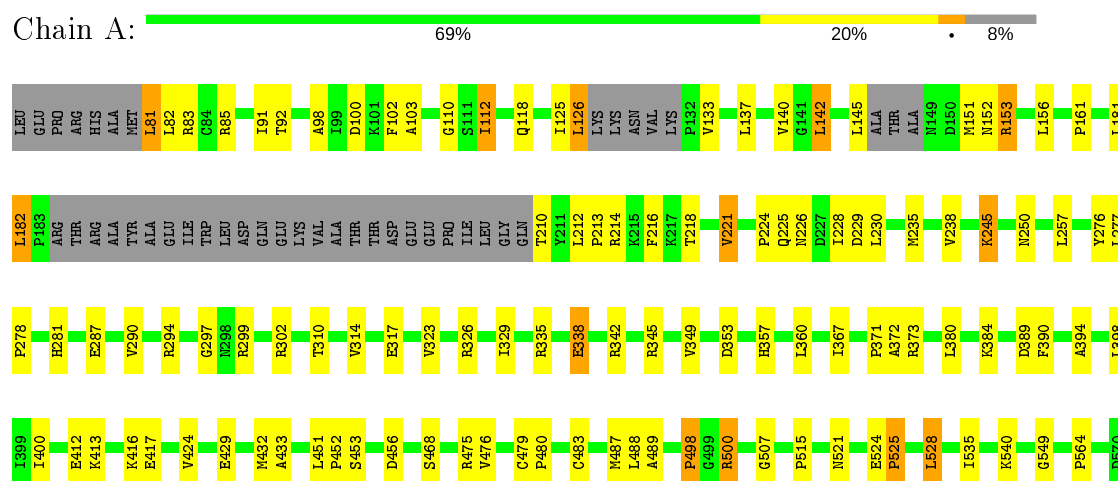 Chain A:
69% 20% • 8%
LEU GLU PRO ARG HIS ALA MET L81 L82 R83 C84 R85 I91 T92 A98 I99 D100 K101 F102 A103 G110 S111 I112 Q118 I125 L126 LYS LYS ASN VAL LYS P132 V133 L137 V140 G141 L142 L145 ALA THR ALA N149 D150 M151 N152 R153 L156 P161
L182 P183 ARG THR ARG ALA TYR ALA GLU ILE TRP LEU ASP GLN GLU LYS VAL ALA THR THR ASP GLU GLU PRO ILE LEU GLY GLN T210 Y211 L212 P213 R214 K215 F216 K217 T218 V221 P224 Q225 N226 D227 I228 D229 L230 M235 V238 K245 N250 L257 Y276 L277
P278 H281 E287 V290 R294 G297 N298 R299 R302 T310 V314 E317 V323 R326 I329 R335 E338 R342 R345 V349 D353 H357 L360 I367 P371 A372 R373 L380 K384 D389 F390 A394 L398
I399 I400 E412 K413 K416 E417 V424 E429 M432 A433 L451 P452 S453 D456 S468 R475 V476 C479 P480 C483 M487 L488 A489 P498 G499 R500 G507 P515 N521 E524 P525 L528 I535 K540 G549 P564 D570